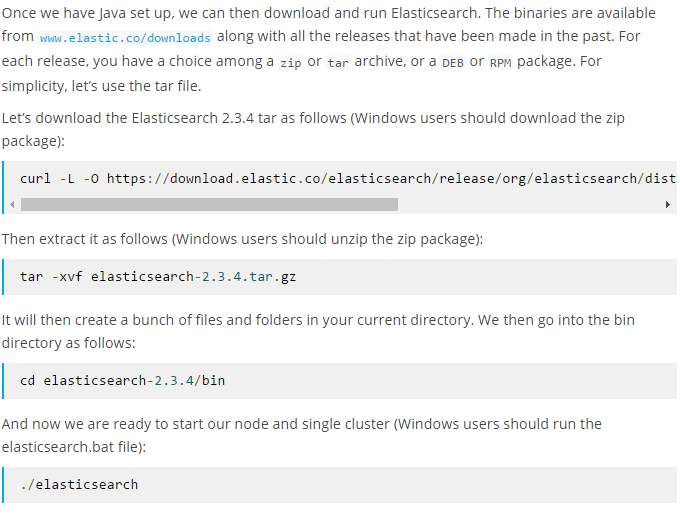 Once we have Java set up, we can then download and run Elasticsearch. The binaries are available
from www.elastic.co/downloads along with all the releases that have been made in the past. For
each release, you have a choice among a zip or tar archive, or a DEB or RPM package. For
simplicity, let’s use the tar file.
Let’s download the Elasticsearch 2.3.4 tar as follows (Windows users should download the zip
package):
curl -L -O https://download.elastic.co/elasticsearch/release/org/elasticsearch/dist
Then extract it as follows (Windows users should unzip the zip package):
tar -xvf elasticsearch-2.3.4.tar.gz
It will then create a bunch of files and folders in your current directory. We then go into the bin
directory as follows:
cd elasticsearch-2.3.4/bin
And now we are ready to start our node and single cluster (Windows users should run the
elasticsearch.bat file):
./elasticsearch